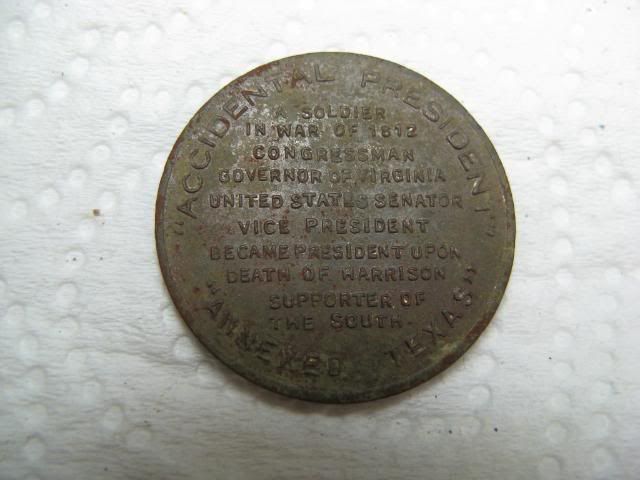 "ACCIDENTAL PRESIDENT"
A SOLDIER
IN WAR OF 1812
CONGRESSMAN
GOVERNOR OF VIRGINIA
UNITED STATES SENATOR
VICE PRESIDENT
BECAME PRESIDENT UPON
DEATH OF HARRISON
SUPPORTER OF
THE SOUTH.
"ANNEXED TEXAS"